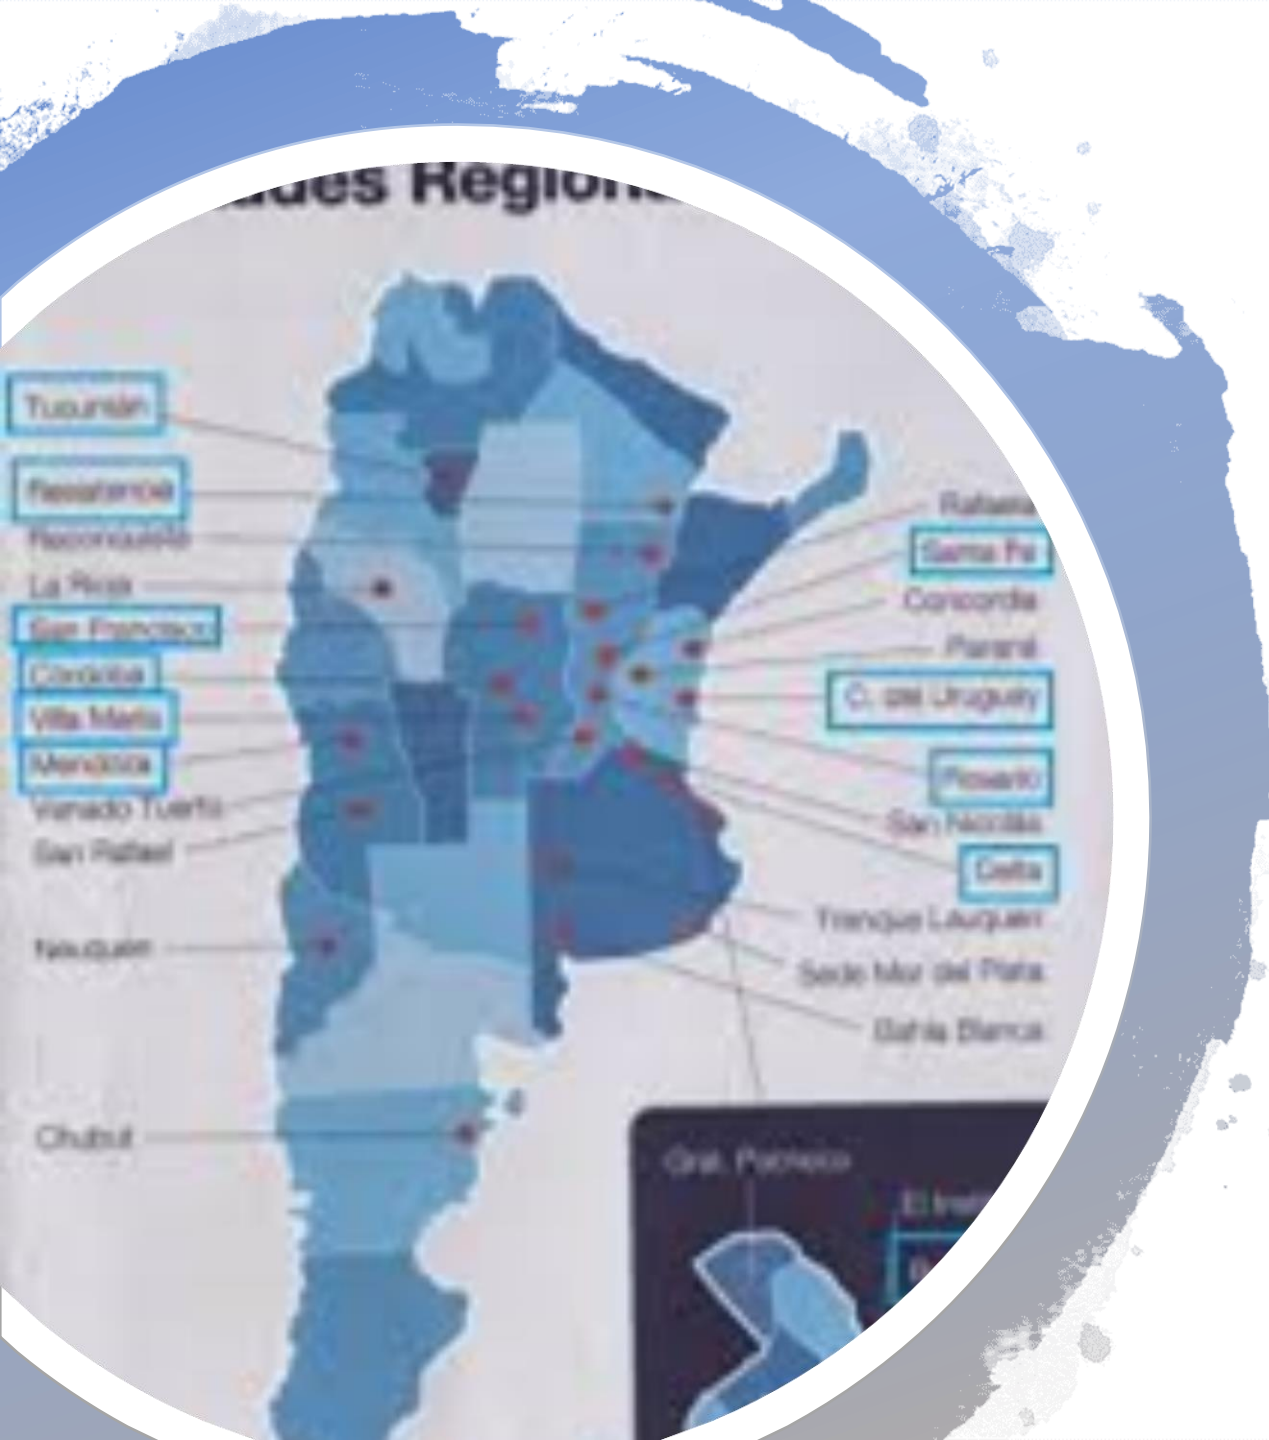 ades Regiona
Tucumán
Resistencia
Reconquista
La Rioja
San Francisco
Córdoba
Villa María
Mendoza
Venado Tuerto
San Rafael
Neuquén
Chubut
Rafaela
Santa Fe
Concordia
Paraná
C. del Uruguay
Rosario
San Nicolás
Delta
Trenque Lauquen
Sede Mar del Plata
Bahía Blanca
Gral. Pacheco
El